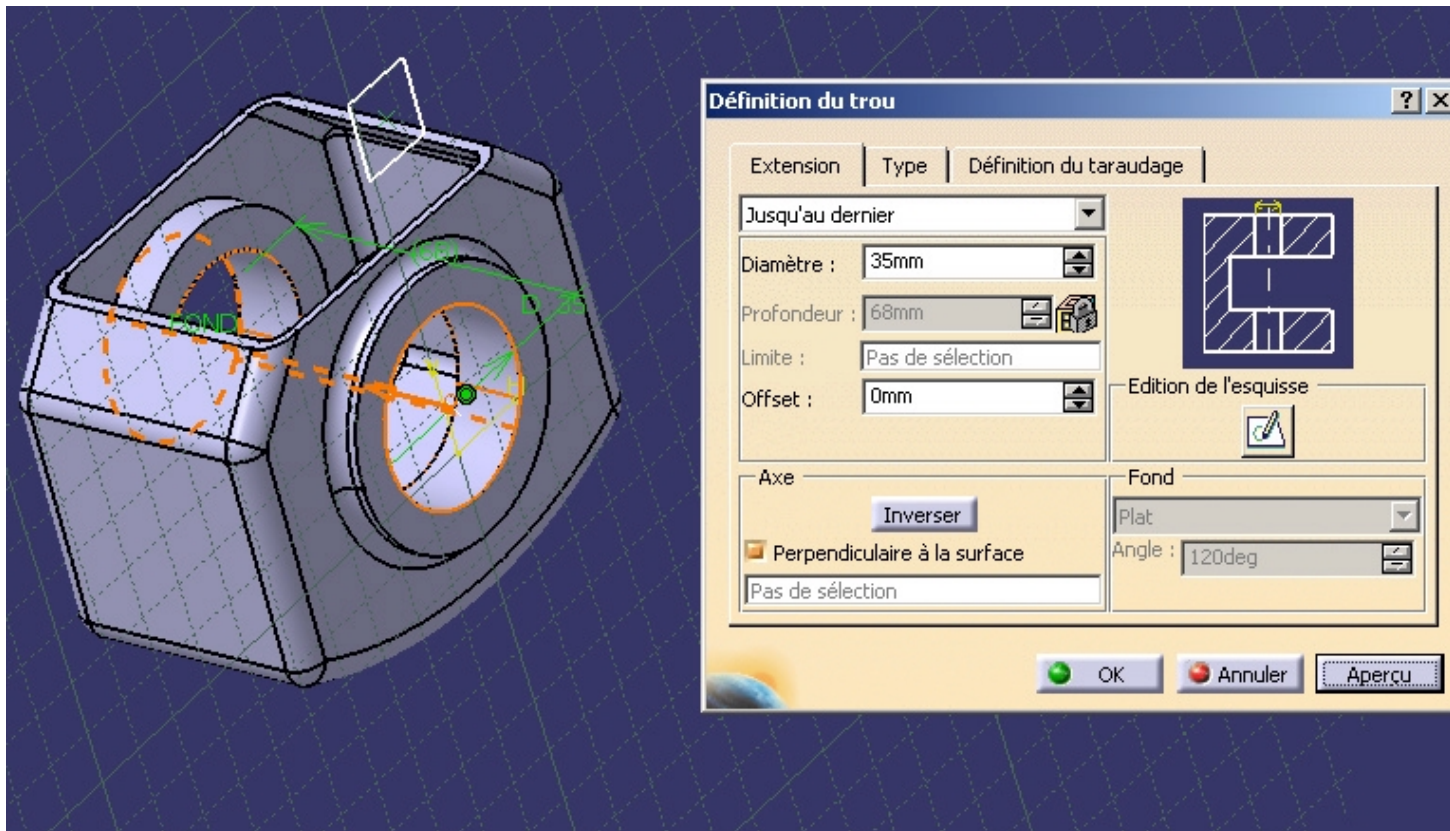 Définition du trou
Extension
Type
Définition du taraudage
Jusqu'au dernier
Diamètre :
35mm
Profondeur :
68mm
Limite :
Pas de sélection
Offset :
0mm
Edition de l'esquisse
Axe
Inverser
Perpendiculaire à la surface
Pas de sélection
Fond
Plat
Angle :
120deg
OK
Annuler
Aperçu
(68)
D 35
FOND
H